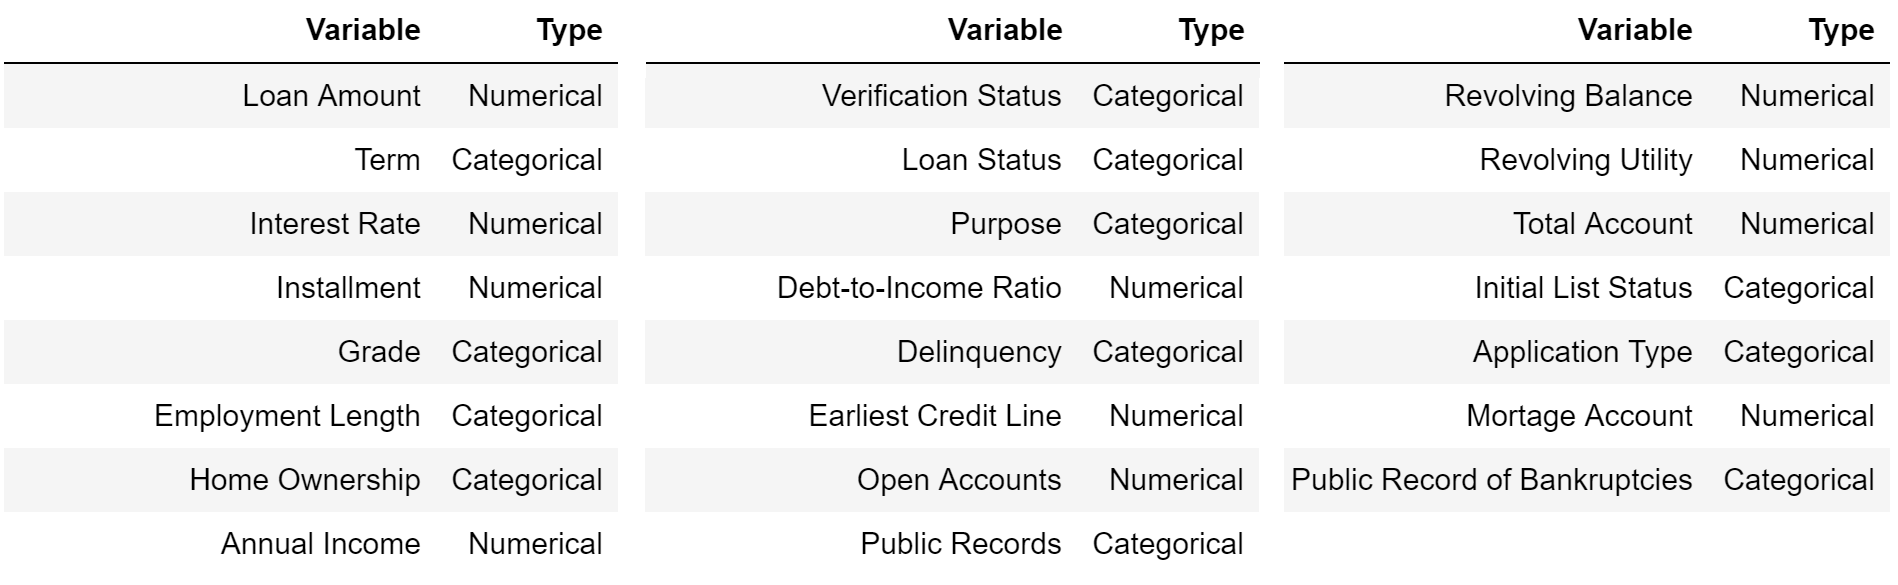 Variable Type Variable Type Variable Type
Loan Amount Numerical Verification Status Categorical Revolving Balance Numerical
Term Categorical Loan Status Categorical Revolving Utility Numerical
Interest Rate Numerical Purpose Categorical Total Account Numerical
Installment Numerical Debt-to-Income Ratio Numerical Initial List Status Categorical
Grade Categorical Delinquency Categorical Application Type Categorical
Employment Length Categorical Earliest Credit Line Numerical Mortage Account Numerical
Home Ownership Categorical Open Accounts Numerical Public Record of Bankruptcies Categorical
Annual Income Numerical Public Records Categorical